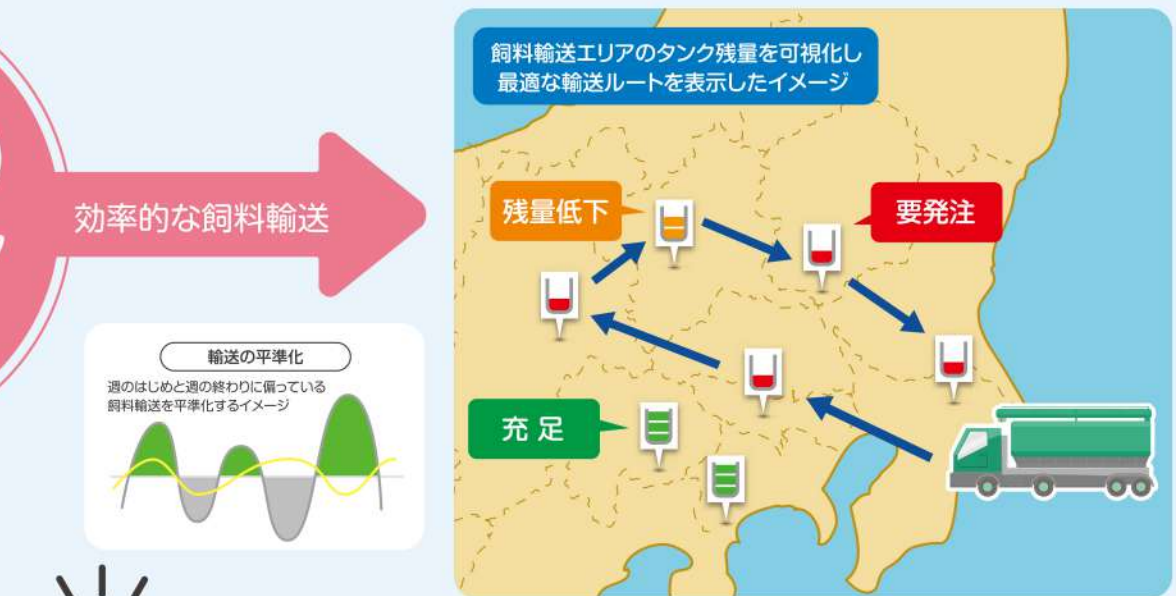 飼料輸送エリアのタンク残量を可視化し
最適な輸送ルートを表示したイメージ
効率的な飼料輸送
残量低下
要発注
輸送の平準化
週のはじめと週の終わりに偏っている
飼料輸送を平準化するイメージ
充足